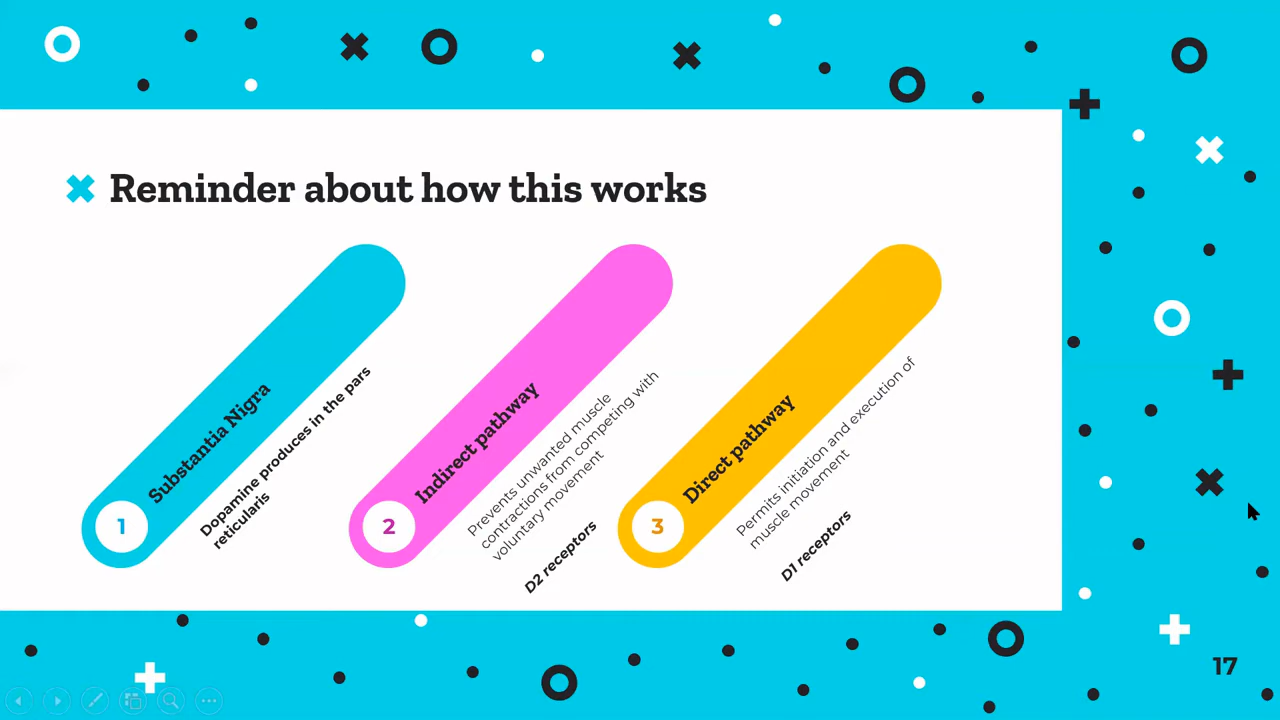 Reminder about how this works
1
Substantia Nigra
Dopamine produces in the pars
reticularis
2
Indirect pathway
Prevents unwanted muscle
contractions from competing with
voluntary movement
D2 receptors
3
Direct pathway
Permits initiation and execution of
muscle movement
D1 receptors
17